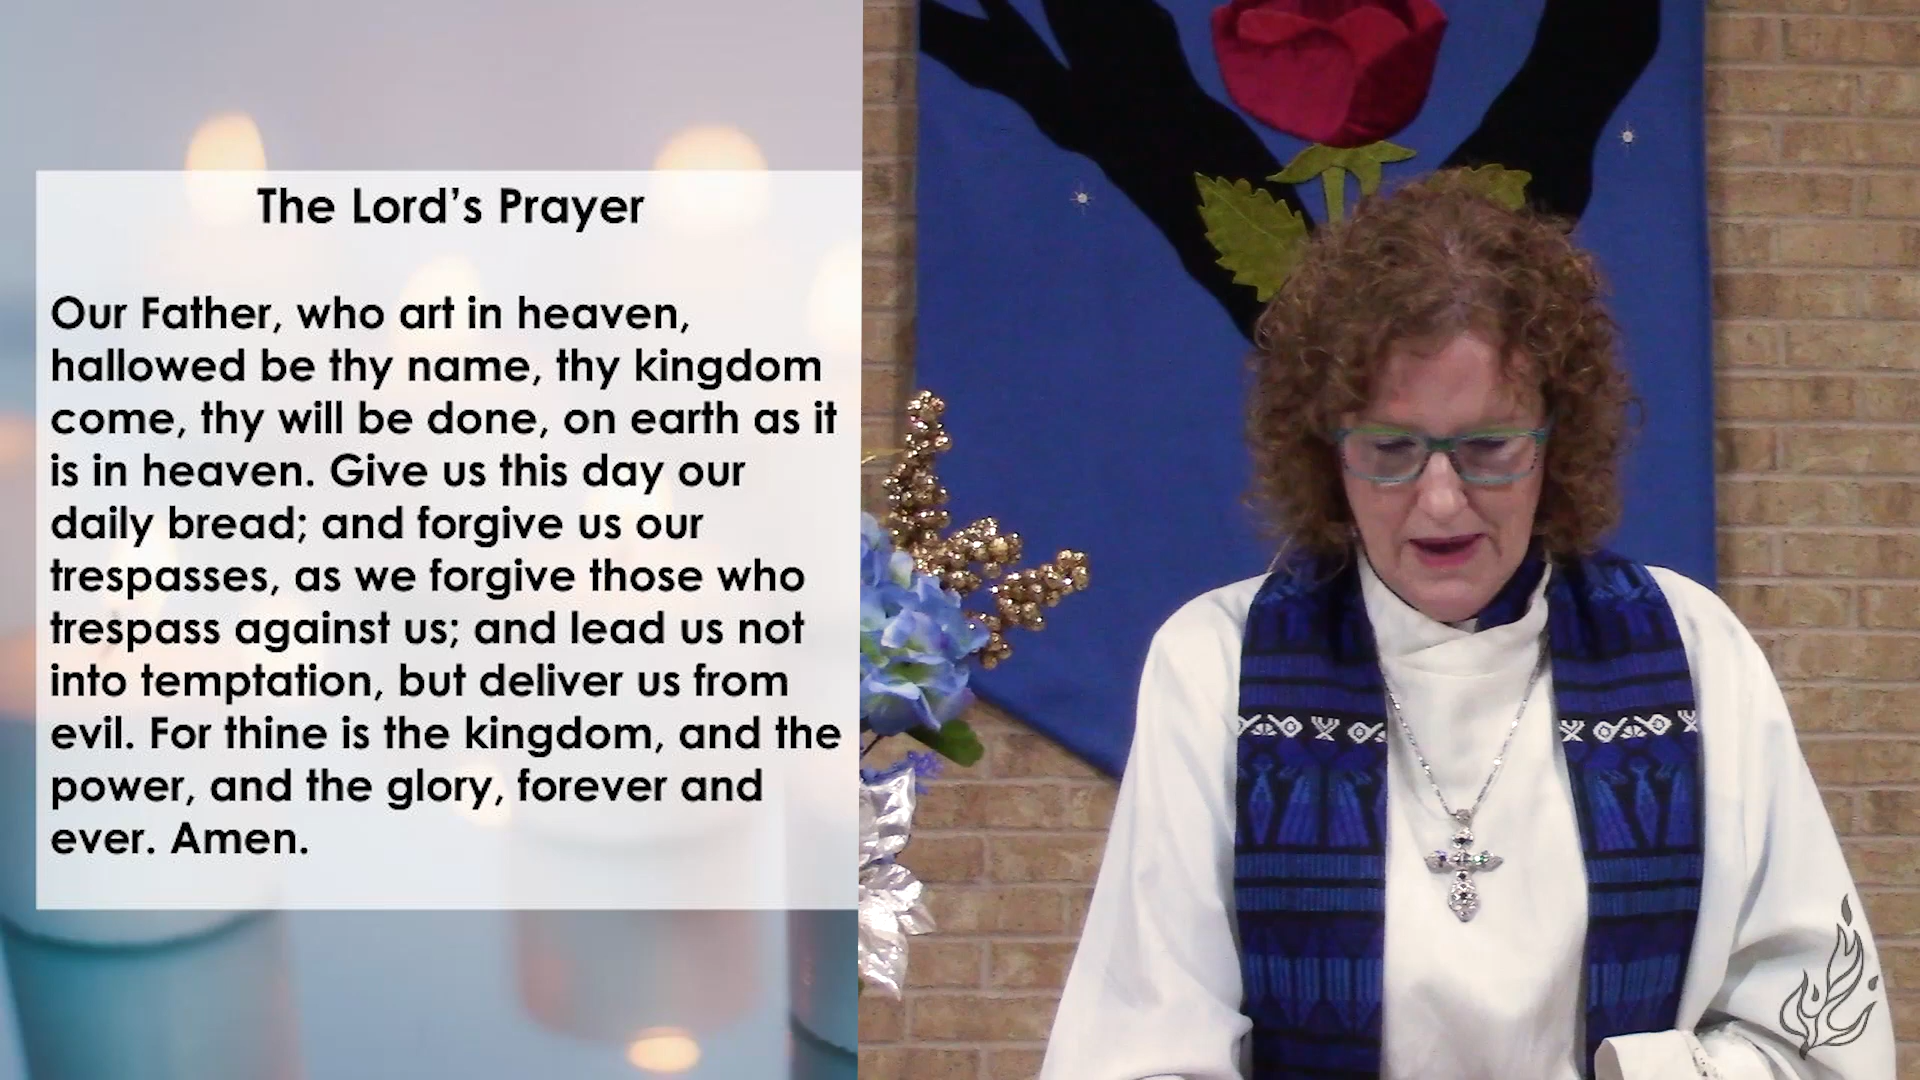 The Lord’s Prayer
Our Father, who art in heaven,
hallowed be thy name, thy kingdom
come, thy will be done, on earth as it
is in heaven. Give us this day our
daily bread; and forgive us our
trespasses, as we forgive those who
trespass against us; and lead us not
into temptation, but deliver us from
evil. For thine is the kingdom, and the
power, and the glory, forever and
ever. Amen.